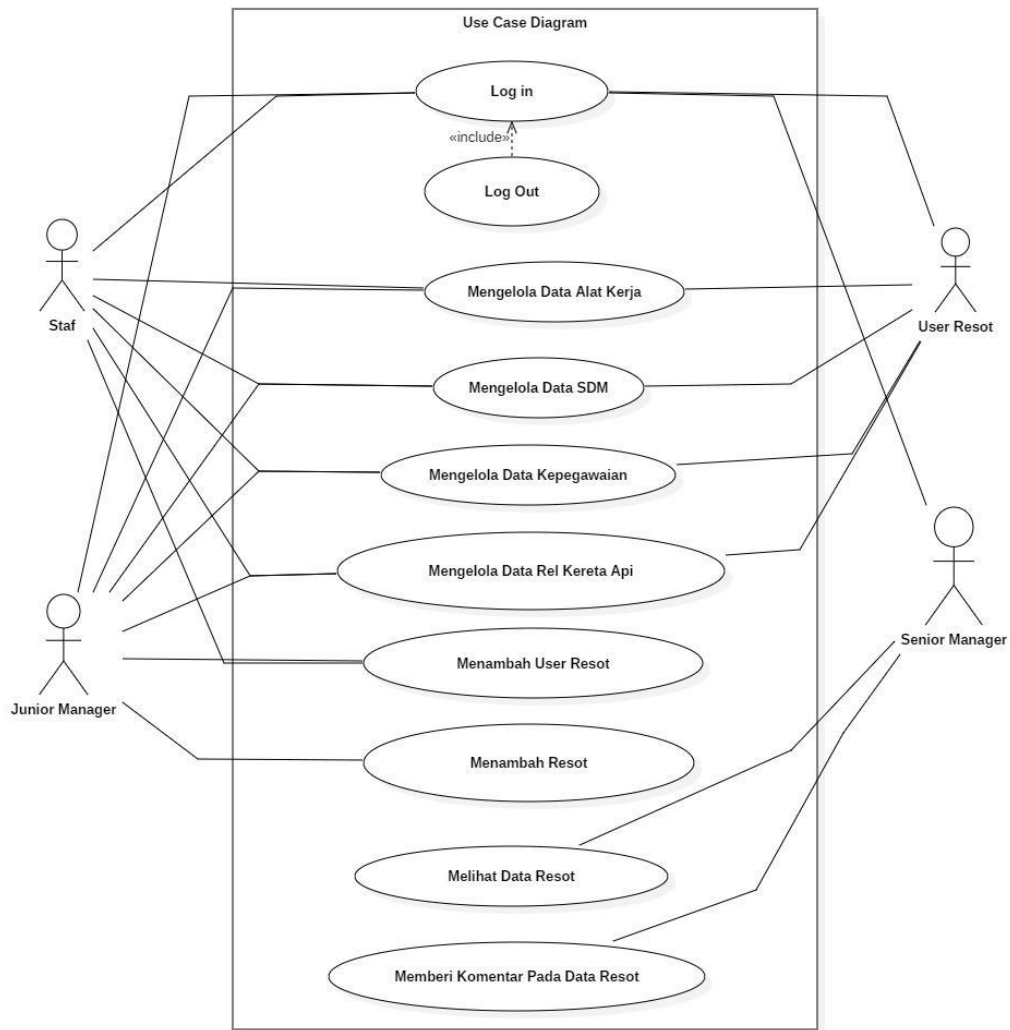 Use Case Diagram
Log in
«include»
Log Out
Staf
Mengelola Data Alat Kerja
User Resot
Mengelola Data SDM
Mengelola Data Kepegawaian
Mengelola Data Rel Kereta Api
Senior Manager
Menambah User Resot
Junior Manager
Menambah Resot
Melihat Data Resot
Memberi Komentar Pada Data Resot